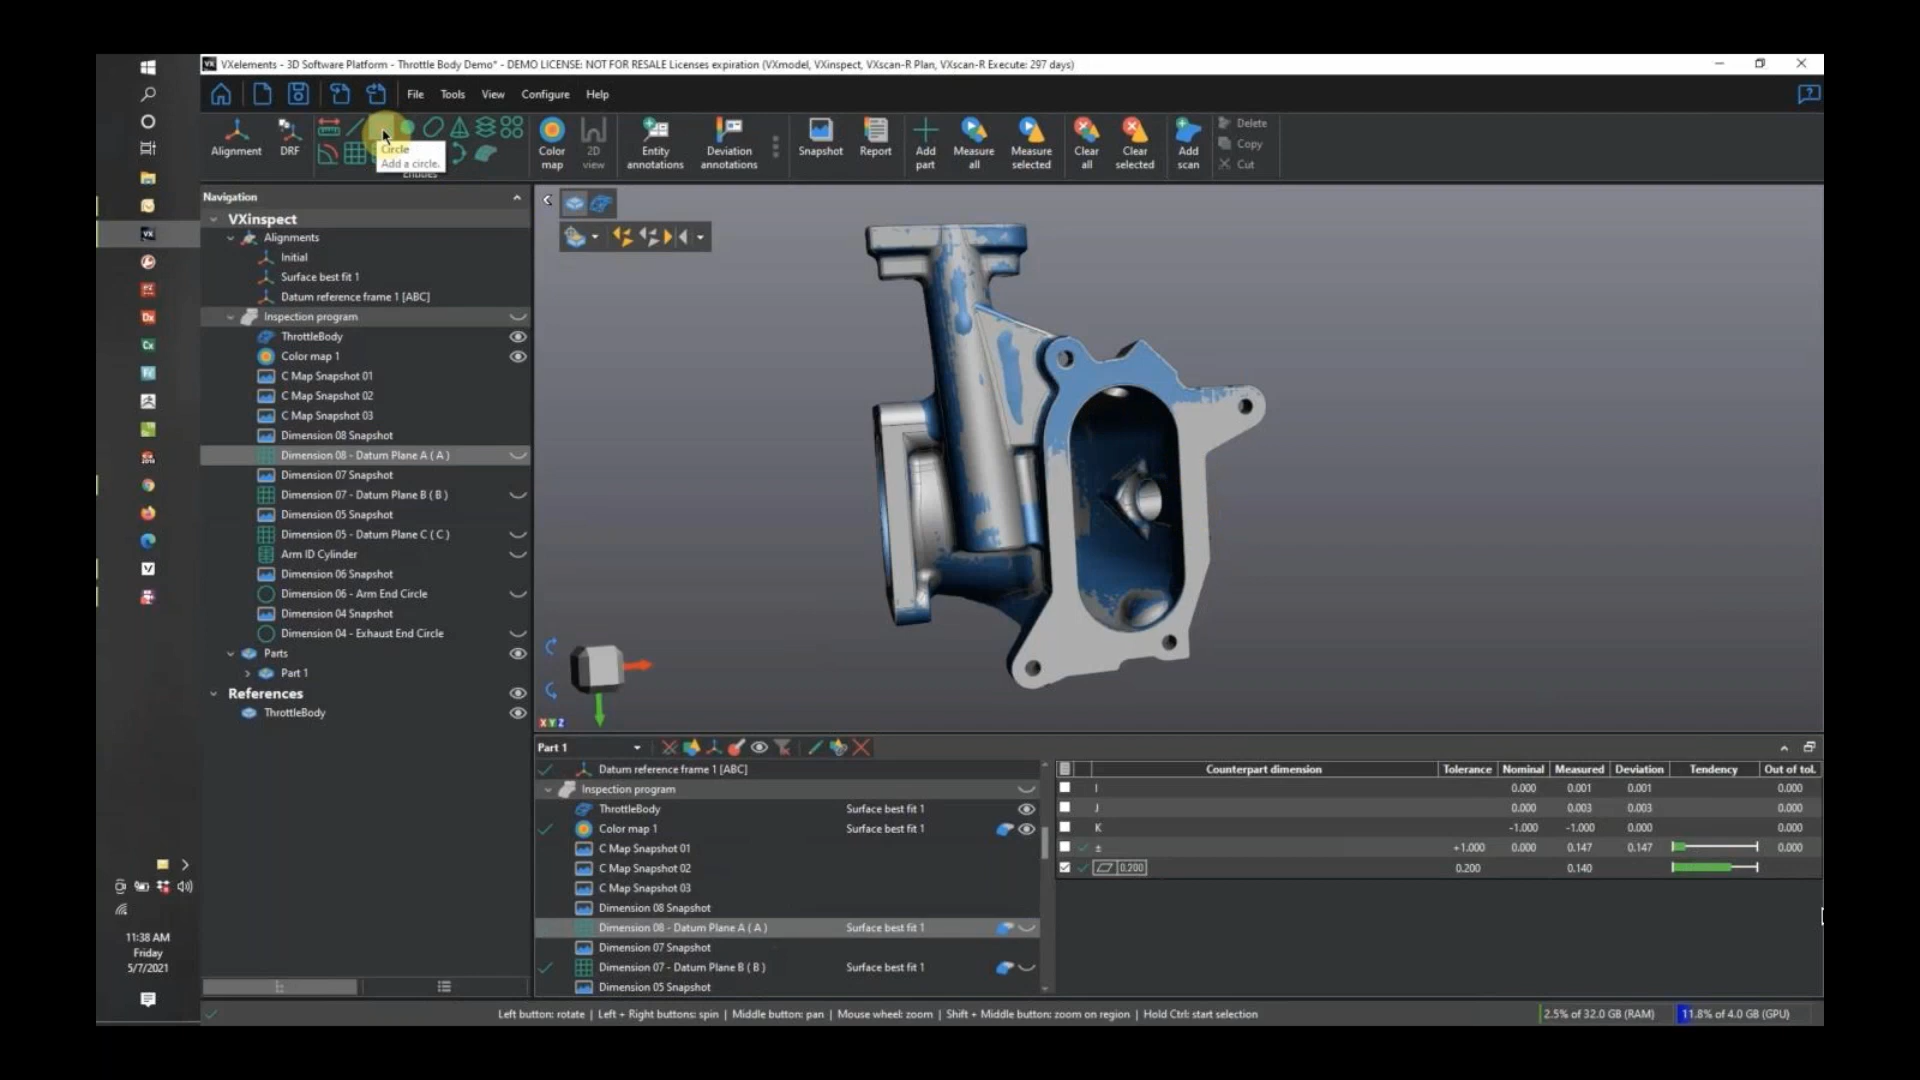 VXelements - 3D Software Platform - Throttle Body Demo* - DEMO LICENSE: NOT FOR RESALE Licenses expiration (VXmodel, VXinspect, VXscan-R Plan, VXscan-R Execute: 297 days)
File Tools View Configure Help
Alignment DRF
Circle
Add a circle.
Entities
Color map
2D view
Entity annotations
Deviation annotations
Snapshot
Report
Add part
Measure all
Measure selected
Clear all
Clear selected
Add scan
Delete
Copy
Cut
Navigation
VXinspect
Alignments
Initial
Surface best fit 1
Datum reference frame 1 [ABC]
Inspection program
ThrottleBody
Color map 1
C Map Snapshot 01
C Map Snapshot 02
C Map Snapshot 03
Dimension 08 Snapshot
Dimension 08 - Datum Plane A ( A )
Dimension 07 Snapshot
Dimension 07 - Datum Plane B ( B )
Dimension 05 Snapshot
Dimension 05 - Datum Plane C ( C )
Arm ID Cylinder
Dimension 06 Snapshot
Dimension 06 - Arm End Circle
Dimension 04 Snapshot
Dimension 04 - Exhaust End Circle
Parts
Part 1
References
ThrottleBody
X Y Z
Part 1
Datum reference frame 1 [ABC]
Inspection program
ThrottleBody Surface best fit 1
Color map 1 Surface best fit 1
C Map Snapshot 01
C Map Snapshot 02
C Map Snapshot 03
Dimension 08 Snapshot
Dimension 08 - Datum Plane A ( A ) Surface best fit 1
Dimension 07 Snapshot
Dimension 07 - Datum Plane B ( B ) Surface best fit 1
Dimension 05 Snapshot
Counterpart dimension Tolerance Nominal Measured Deviation Tendency Out of tol.
I 0.000 0.001 0.001 0.000
J 0.000 0.003 0.003 0.000
K -1.000 -1.000 0.000 0.000
± +1.000 0.000 0.147 0.147 0.000
0.200 0.200 0.140
11:38 AM
Friday
5/7/2021
Left button: rotate | Left + Right buttons: spin | Middle button: pan | Mouse wheel: zoom | Shift + Middle button: zoom on region | Hold Ctrl: start selection
2.5% of 32.0 GB (RAM) 11.8% of 4.0 GB (GPU)